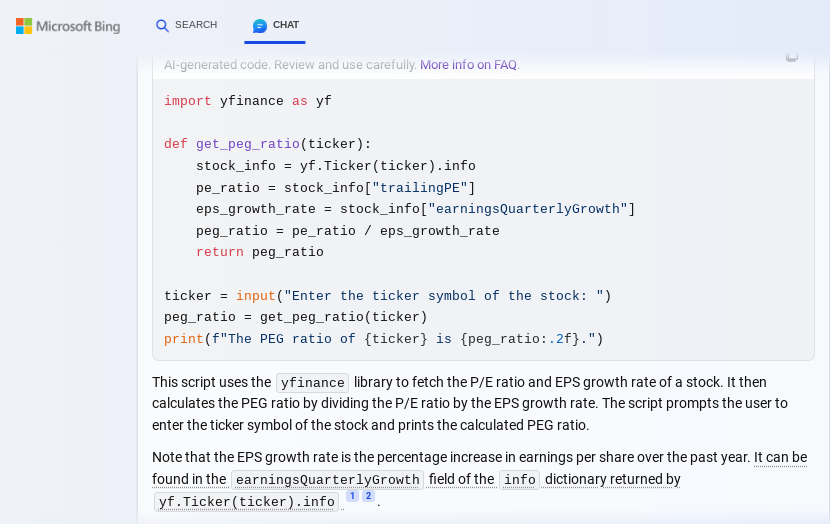 Microsoft Bing
SEARCH
CHAT
AI-generated code. Review and use carefully. More info on FAQ.
import yfinance as yf
def get_peg_ratio(ticker):
    stock_info = yf.Ticker(ticker).info
    pe_ratio = stock_info["trailingPE"]
    eps_growth_rate = stock_info["earningsQuarterlyGrowth"]
    peg_ratio = pe_ratio / eps_growth_rate
    return peg_ratio
ticker = input("Enter the ticker symbol of the stock: ")
peg_ratio = get_peg_ratio(ticker)
print(f"The PEG ratio of {ticker} is {peg_ratio:.2f}.")
This script uses the yfinance library to fetch the P/E ratio and EPS growth rate of a stock. It then
calculates the PEG ratio by dividing the P/E ratio by the EPS growth rate. The script prompts the user to
enter the ticker symbol of the stock and prints the calculated PEG ratio.
Note that the EPS growth rate is the percentage increase in earnings per share over the past year. It can be
found in the earningsQuarterlyGrowth field of the info dictionary returned by
yf.Ticker(ticker).info 1 2 .